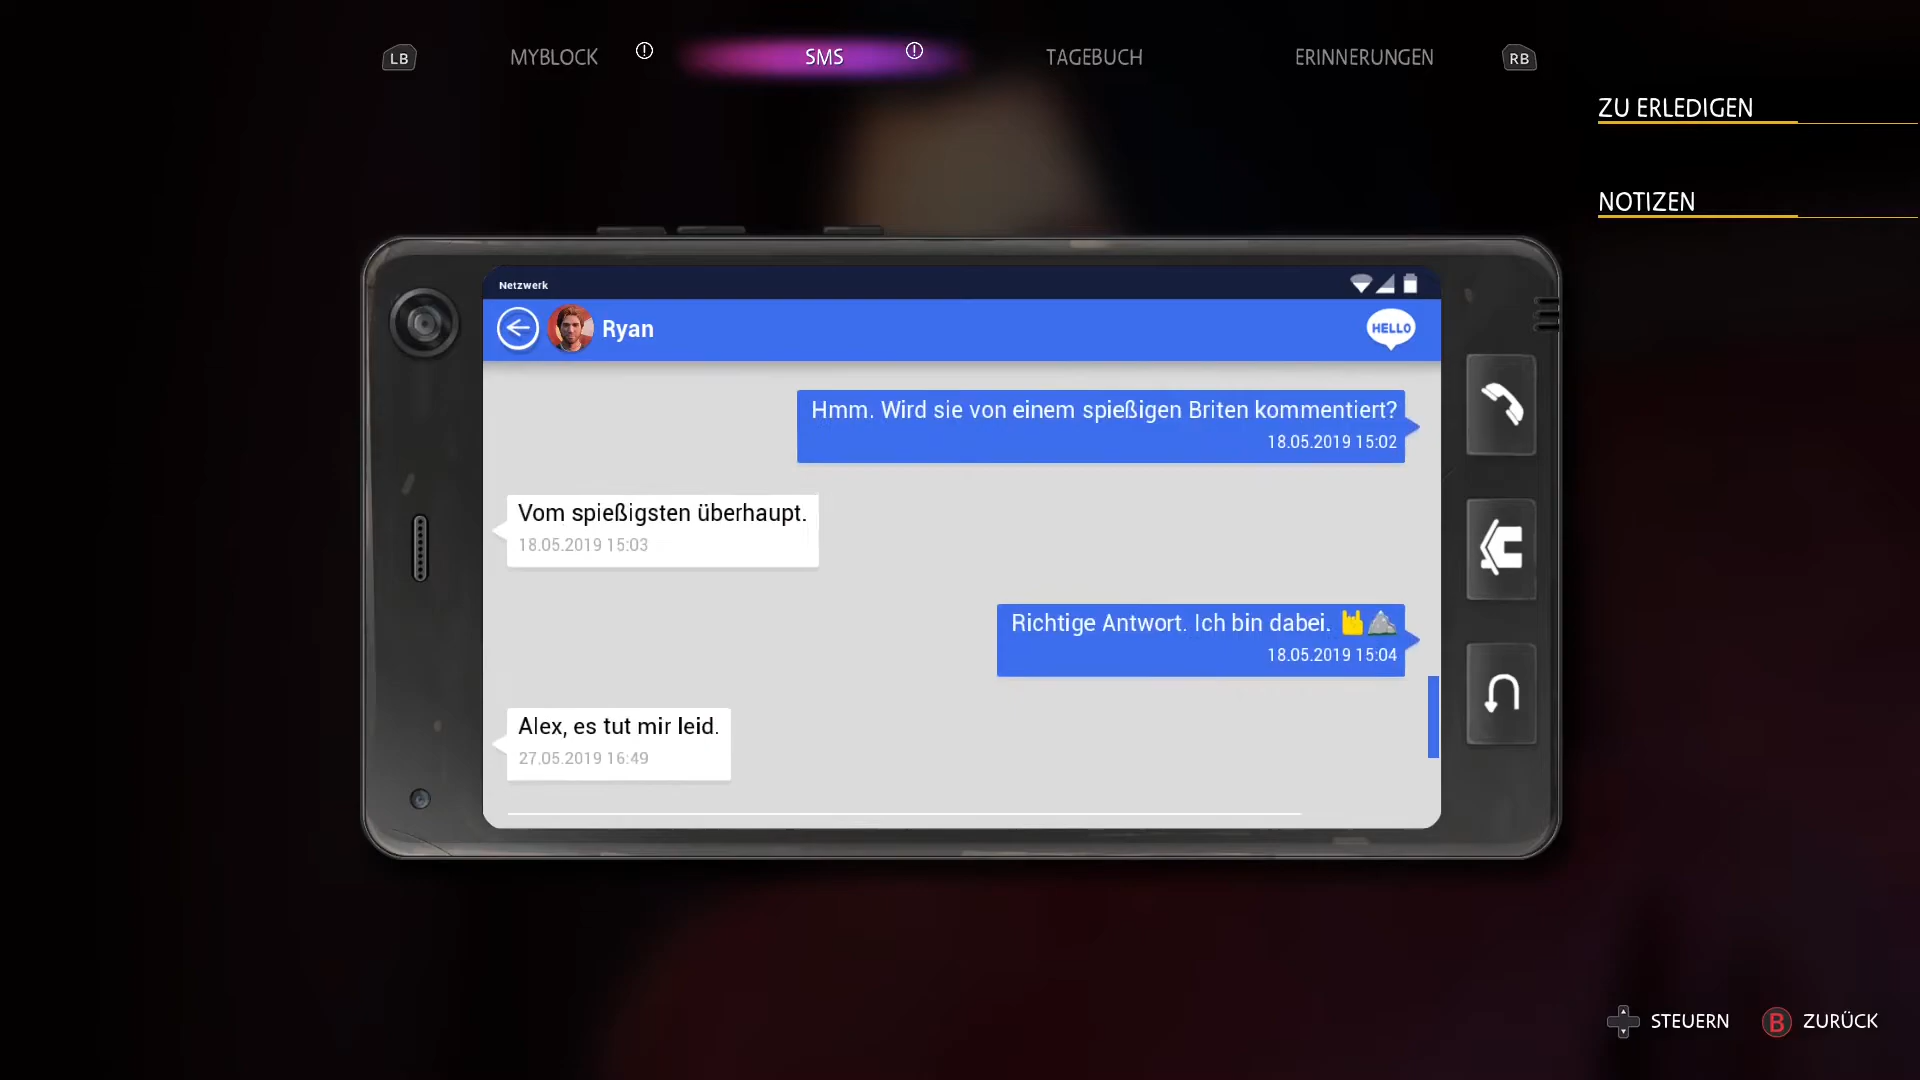 LB
MYBLOCK
SMS
TAGEBUCH
ERINNERUNGEN
RB
ZU ERLEDIGEN
NOTIZEN
Netzwerk
Ryan
HELLO
Hmm. Wird sie von einem spießigen Briten kommentiert?
18.05.2019 15:02
Vom spießigsten überhaupt.
18.05.2019 15:03
Richtige Antwort. Ich bin dabei. 🤘⛰️
18.05.2019 15:04
Alex, es tut mir leid.
27.05.2019 16:49
STEUERN
B ZURÜCK